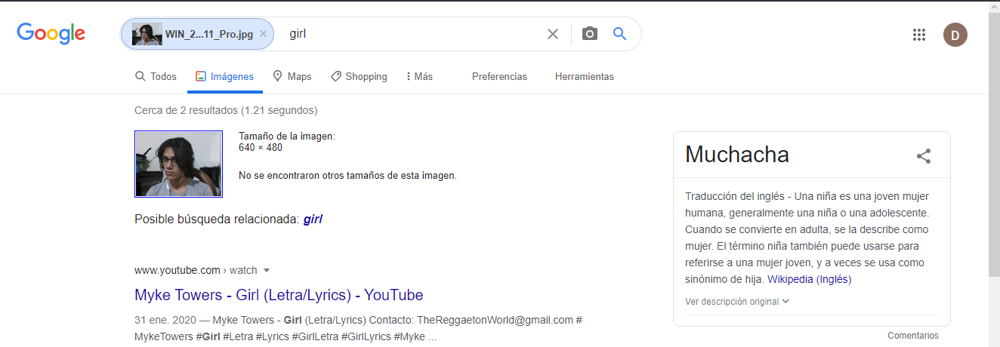 Google
WIN_2...11_Pro.jpg × girl
D
Todos Imágenes Maps Shopping Más Preferencias Herramientas
Cerca de 2 resultados (1.21 segundos)
Tamaño de la imagen:
640 × 480
No se encontraron otros tamaños de esta imagen.
Posible búsqueda relacionada: girl
www.youtube.com › watch
Myke Towers - Girl (Letra/Lyrics) - YouTube
31 ene. 2020 — Myke Towers - Girl (Letra/Lyrics) Contacto: TheReggaetonWorld@gmail.com #
MykeTowers #Girl #Letra #Lyrics #GirlLetra #GirlLyrics #Myke ...
Muchacha
Traducción del inglés - Una niña es una joven mujer
humana, generalmente una niña o una adolescente.
Cuando se convierte en adulta, se la describe como
mujer. El término niña también puede usarse para
referirse a una mujer joven, y a veces se usa como
sinónimo de hija. Wikipedia (Inglés)
Ver descripción original
Comentarios